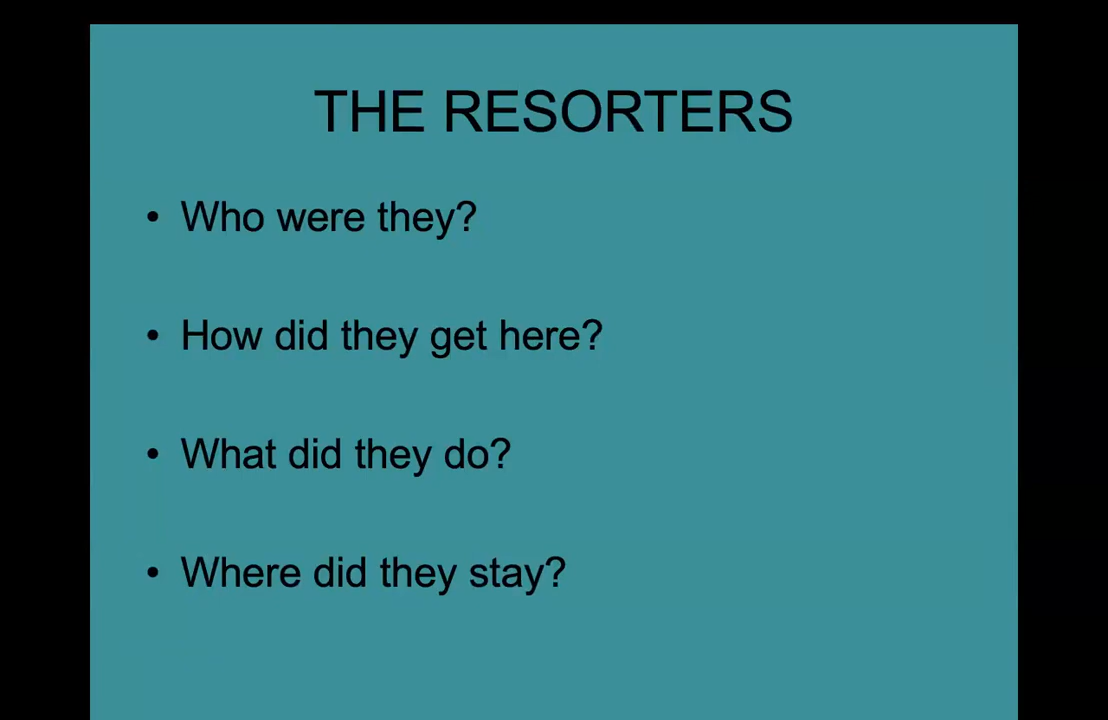 THE RESORTERS
• Who were they?
• How did they get here?
• What did they do?
• Where did they stay?